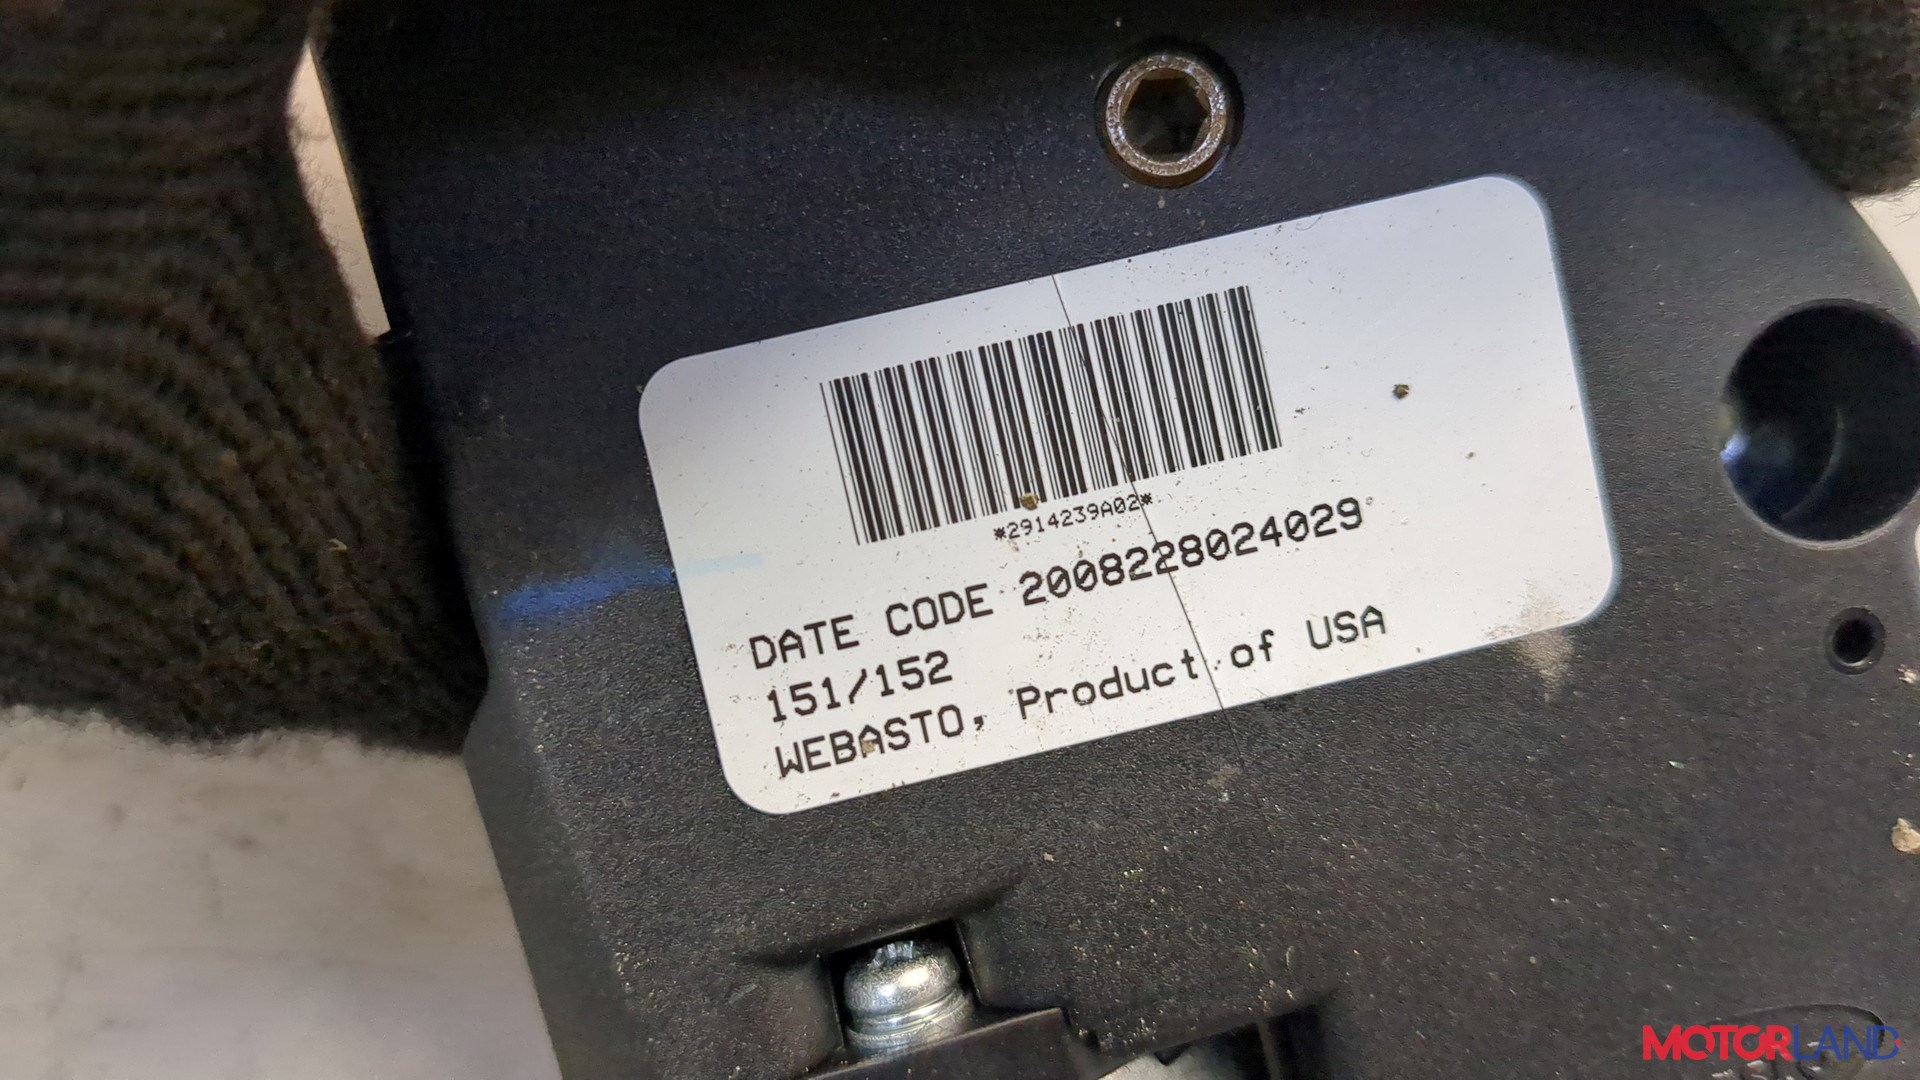 *2914239A02*
DATE CODE 2008228024029
151/152
WEBASTO, Product of USA
MOTORLAND